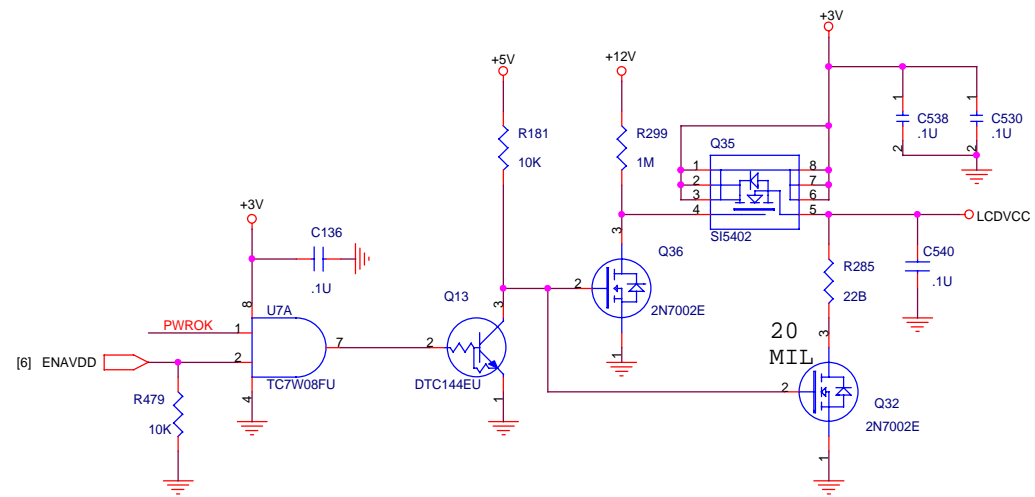 +3V
+5V
+12V
R181
10K
R299
1M
Q35
1
2
3
4
8
7
6
5
SI5402
1
C538
.1U
2
1
C530
.1U
2
LCDVCC
+3V
C136
.1U
8
U7A
PWROK
1
[6] ENAVDD
2
7
TC7W08FU
4
R479
10K
Q13
2
3
DTC144EU
1
3
Q36
2
2N7002E
1
R285
22B
C540
.1U
20
MIL
3
2
Q32
2N7002E
1